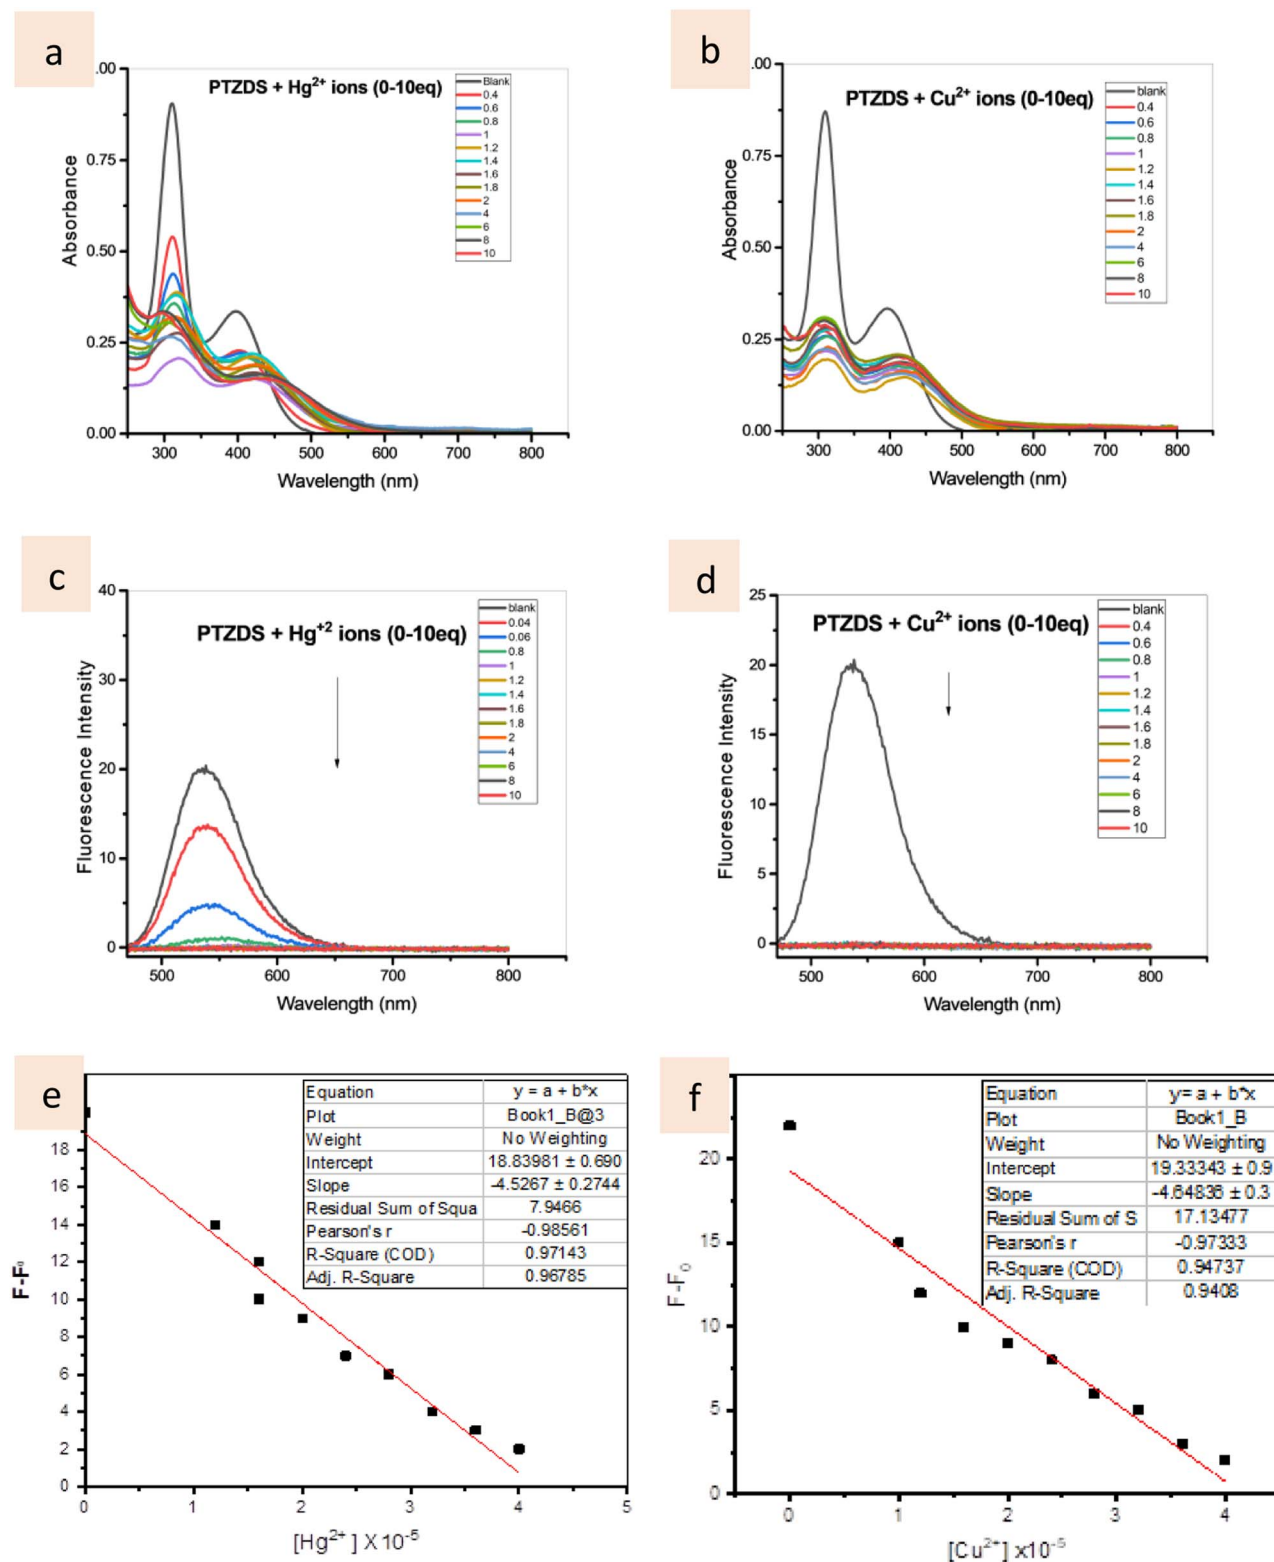 a
PTZDS + Hg2+ ions (0-10eq)
Blank
0.4
0.6
0.8
1
1.2
1.4
1.6
1.8
2
4
6
8
10
.00
0.75
0.50
0.25
0.00
Absorbance
300 400 500 600 700 800
Wavelength (nm)
b
PTZDS + Cu2+ ions (0-10eq)
blank
0.4
0.6
0.8
1
1.2
1.4
1.6
1.8
2
4
6
8
10
.00
0.75
0.50
0.25
0.00
Absorbance
300 400 500 600 700 800
Wavelength (nm)
c
PTZDS + Hg+2 ions (0-10eq)
blank
0.04
0.06
0.8
1
1.2
1.4
1.6
1.8
2
4
6
8
10
40
30
20
10
0
Fluorescence Intensity
500 600 700 800
Wavelength (nm)
d
PTZDS + Cu2+ ions (0-10eq)
blank
0.4
0.6
0.8
1
1.2
1.4
1.6
1.8
2
4
6
8
10
25
20
15
10
5
0
Fluorescence Intensity
500 600 700 800
Wavelength (nm)
e
Equation y = a + b*x
Plot Book1_B@3
Weight No Weighting
Intercept 18.83981 ± 0.690
Slope -4.5267 ± 0.2744
Residual Sum of Squa 7.9466
Pearson's r -0.98561
R-Square (COD) 0.97143
Adj. R-Square 0.96785
18
16
14
12
10
8
6
4
2
0
F-F0
0 1 2 3 4 5
[Hg2+] X 10-5
f
Equation y= a + b*x
Plot Book1_B
Weight No Weighting
Intercept 19.33343 ± 0.9
Slope -4.64836 ± 0.3
Residual Sum of S 17.13477
Pearson's r -0.97333
R-Square (COD) 0.94737
Adj. R-Square 0.9408
20
15
10
5
0
F-F0
0 1 2 3 4
[Cu2+] x10-5